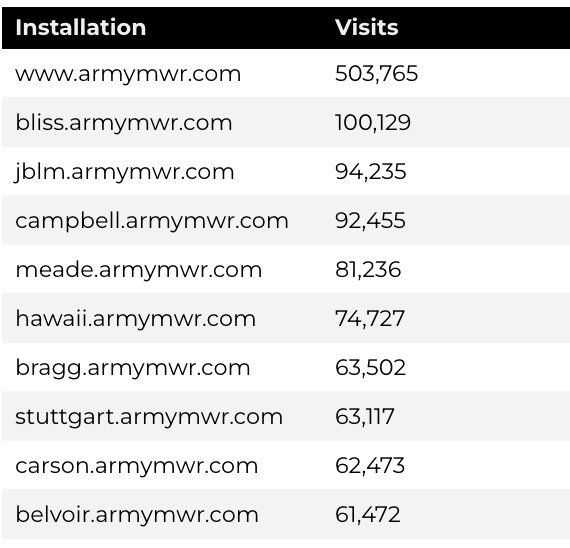 Installation Visits
www.armymwr.com 503,765
bliss.armymwr.com 100,129
jblm.armymwr.com 94,235
campbell.armymwr.com 92,455
meade.armymwr.com 81,236
hawaii.armymwr.com 74,727
bragg.armymwr.com 63,502
stuttgart.armymwr.com 63,117
carson.armymwr.com 62,473
belvoir.armymwr.com 61,472